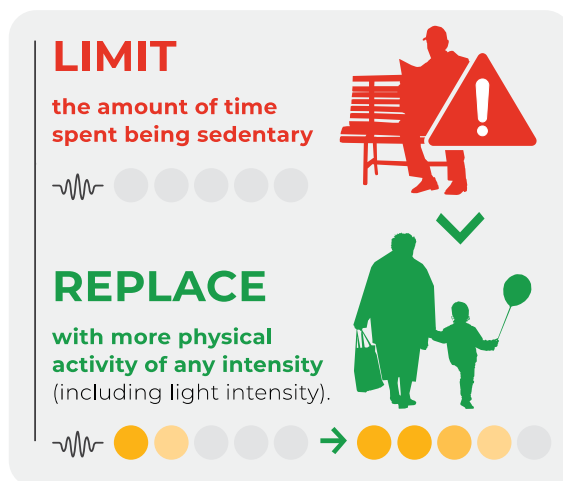 LIMIT
the amount of time
spent being sedentary
REPLACE
with more physical
activity of any intensity
(including light intensity).